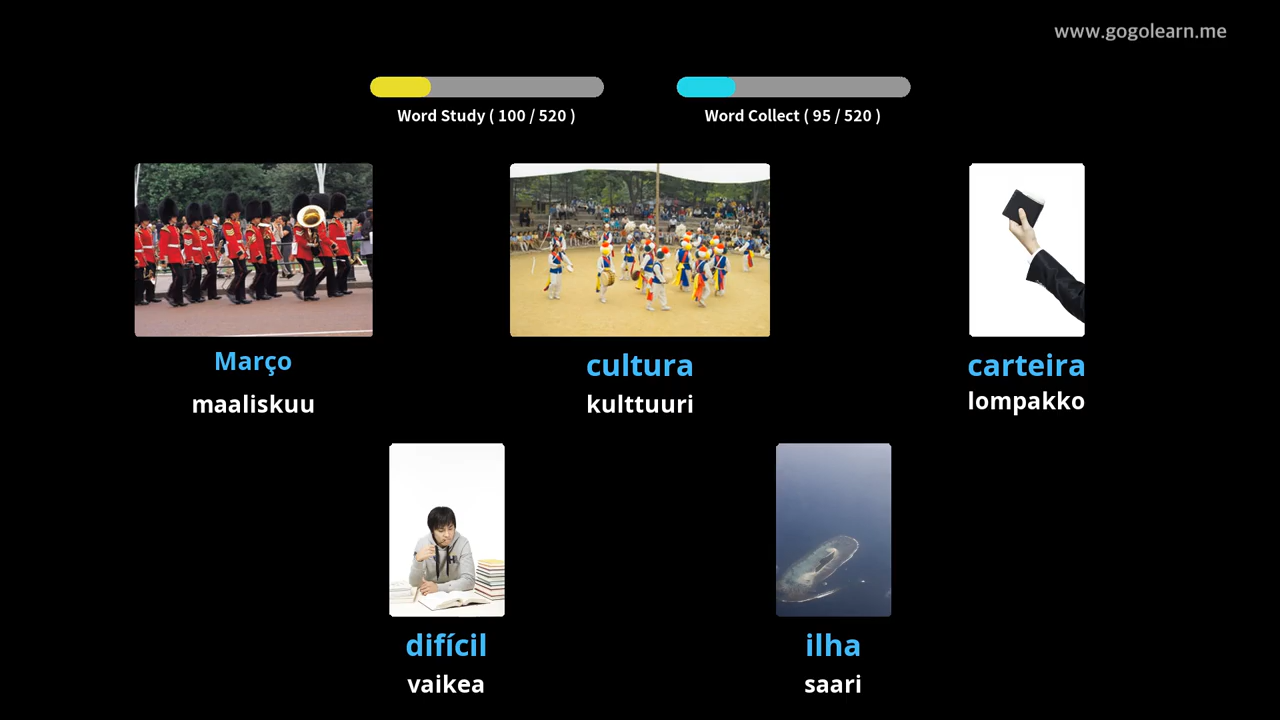 www.gogolearn.me
Word Study ( 100 / 520 )
Word Collect ( 95 / 520 )
Março
maaliskuu
cultura
kulttuuri
carteira
lompakko
difícil
vaikea
ilha
saari